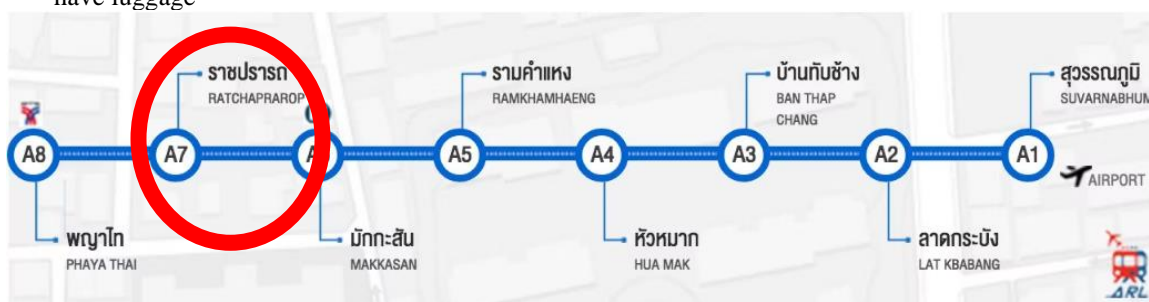 have luggage
ราชปรารภ
RATCHAPRAROP
รามคำแหง
RAMKHAMHAENG
บ้านทับช้าง
BAN THAP
CHANG
สุวรรณภูมิ
SUVARNABHUM
A8 A7 A A5 A4 A3 A2 A1
AIRPORT
พญาไท
PHAYA THAI
มักกะสัน
MAKKASAN
หัวหมาก
HUA MAK
ลาดกระบัง
LAT KBABANG
ARL